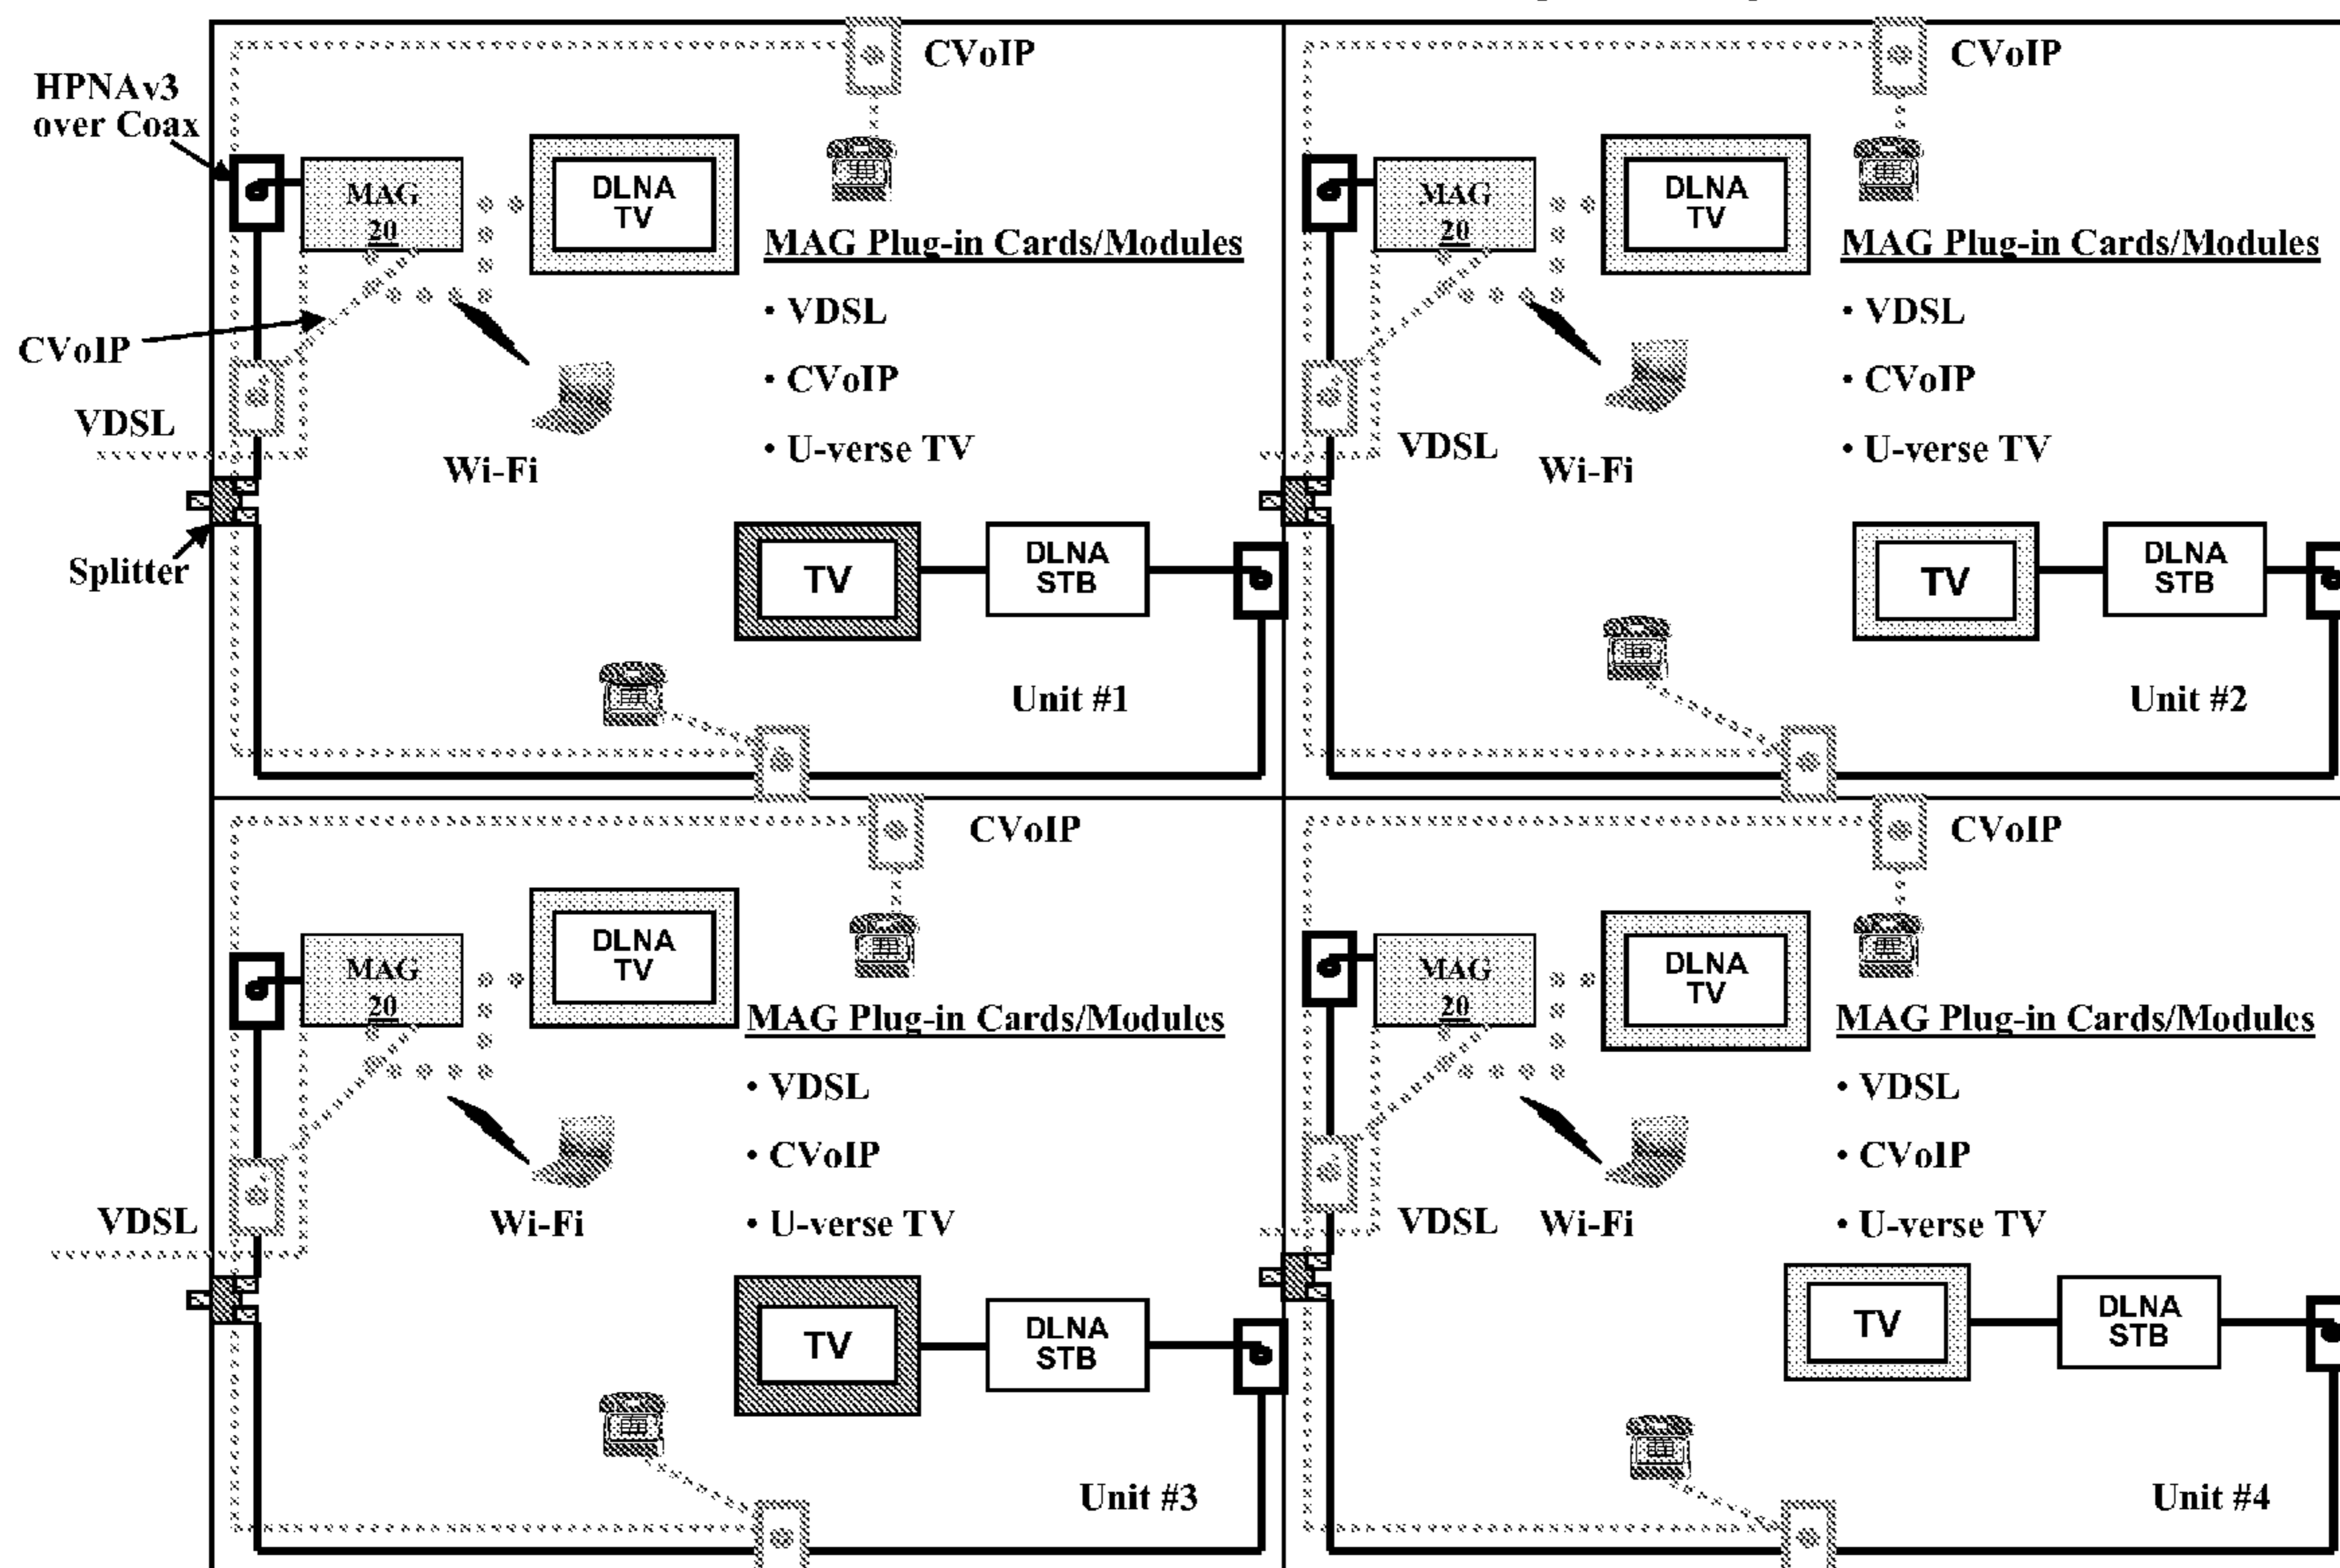 CVoIP
HPNAv3
over Coax
MAG
20
DLNA
TV
MAG Plug-in Cards/Modules
• VDSL
• CVoIP
• U-verse TV
CVoIP
VDSL
Wi-Fi
Splitter
TV
DLNA
STB
Unit #1
CVoIP
MAG
20
DLNA
TV
MAG Plug-in Cards/Modules
• VDSL
• CVoIP
• U-verse TV
VDSL
Wi-Fi
TV
DLNA
STB
Unit #2
CVoIP
MAG
20
DLNA
TV
MAG Plug-in Cards/Modules
• VDSL
• CVoIP
• U-verse TV
VDSL
Wi-Fi
TV
DLNA
STB
Unit #3
CVoIP
MAG
20
DLNA
TV
MAG Plug-in Cards/Modules
• VDSL
• CVoIP
• U-verse TV
VDSL
Wi-Fi
TV
DLNA
STB
Unit #4